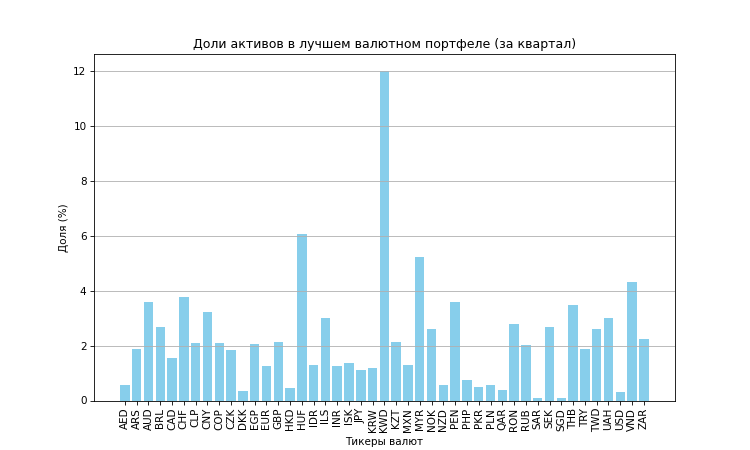 Доли активов в лучшем валютном портфеле (за квартал)
Доля (%)
12
10
8
6
4
2
0
AED ARS AUD BRL CAD CHF CLP CNY COP CZK DKK EGP EUR GBP HKD HUF IDR ILS INR ISK JPY KRW KWD KZT MXN MYR NOK NZD PEN PHP PKR PLN QAR RON RUB SAR SEK SGD THB TRY TWD UAH USD VND ZAR
Тикеры валют